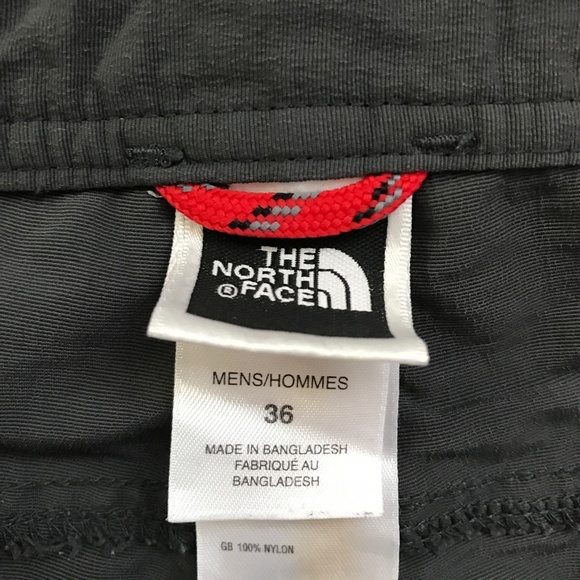 THE
NORTH
® FACE
MENS/HOMMES
36
MADE IN BANGLADESH
FABRIQUÉ AU
BANGLADESH
GB 100% NYLON